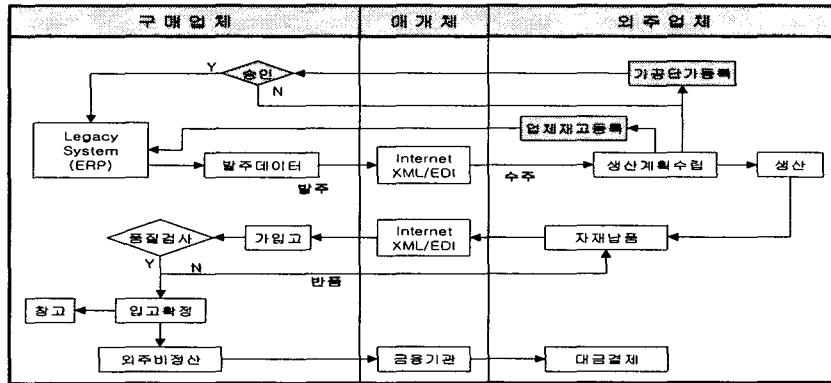 구매업체 매개체 외주업체
Y 승인 가공단가등록
N
업체재고등록
Legacy
System
(ERP)
발주데이터
Internet
XML/EDI
생산계획수립
생산
발주
수주
품질검사
가입고
Internet
XML/EDI
자재납품
Y
N
반품
창고
입고확정
외주비정산
금융기관
대금결제